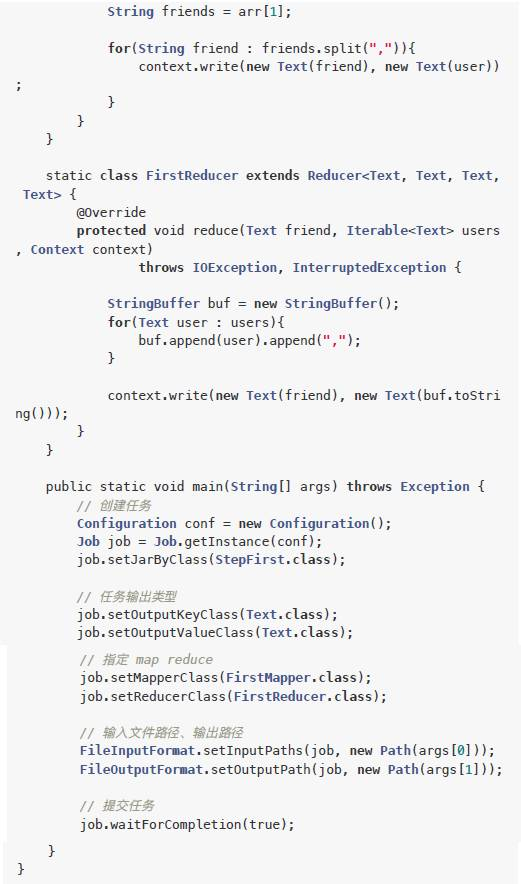 String friends = arr[1];

            for(String friend : friends.split(",")){
                context.write(new Text(friend), new Text(user))
;
            }
        }
    }

    static class FirstReducer extends Reducer<Text, Text, Text,
 Text> {
        @Override
        protected void reduce(Text friend, Iterable<Text> users
, Context context)
                throws IOException, InterruptedException {

            StringBuffer buf = new StringBuffer();
            for(Text user : users){
                buf.append(user).append(",");
            }

            context.write(new Text(friend), new Text(buf.toStri
ng()));
        }
    }

    public static void main(String[] args) throws Exception {
        // 创建任务
        Configuration conf = new Configuration();
        Job job = Job.getInstance(conf);
        job.setJarByClass(StepFirst.class);

        // 任务输出类型
        job.setOutputKeyClass(Text.class);
        job.setOutputValueClass(Text.class);

        // 指定 map reduce
        job.setMapperClass(FirstMapper.class);
        job.setReducerClass(FirstReducer.class);

        // 输入文件路径、输出路径
        FileInputFormat.setInputPaths(job, new Path(args[0]));
        FileOutputFormat.setOutputPath(job, new Path(args[1]));

        // 提交任务
        job.waitForCompletion(true);
    }
}